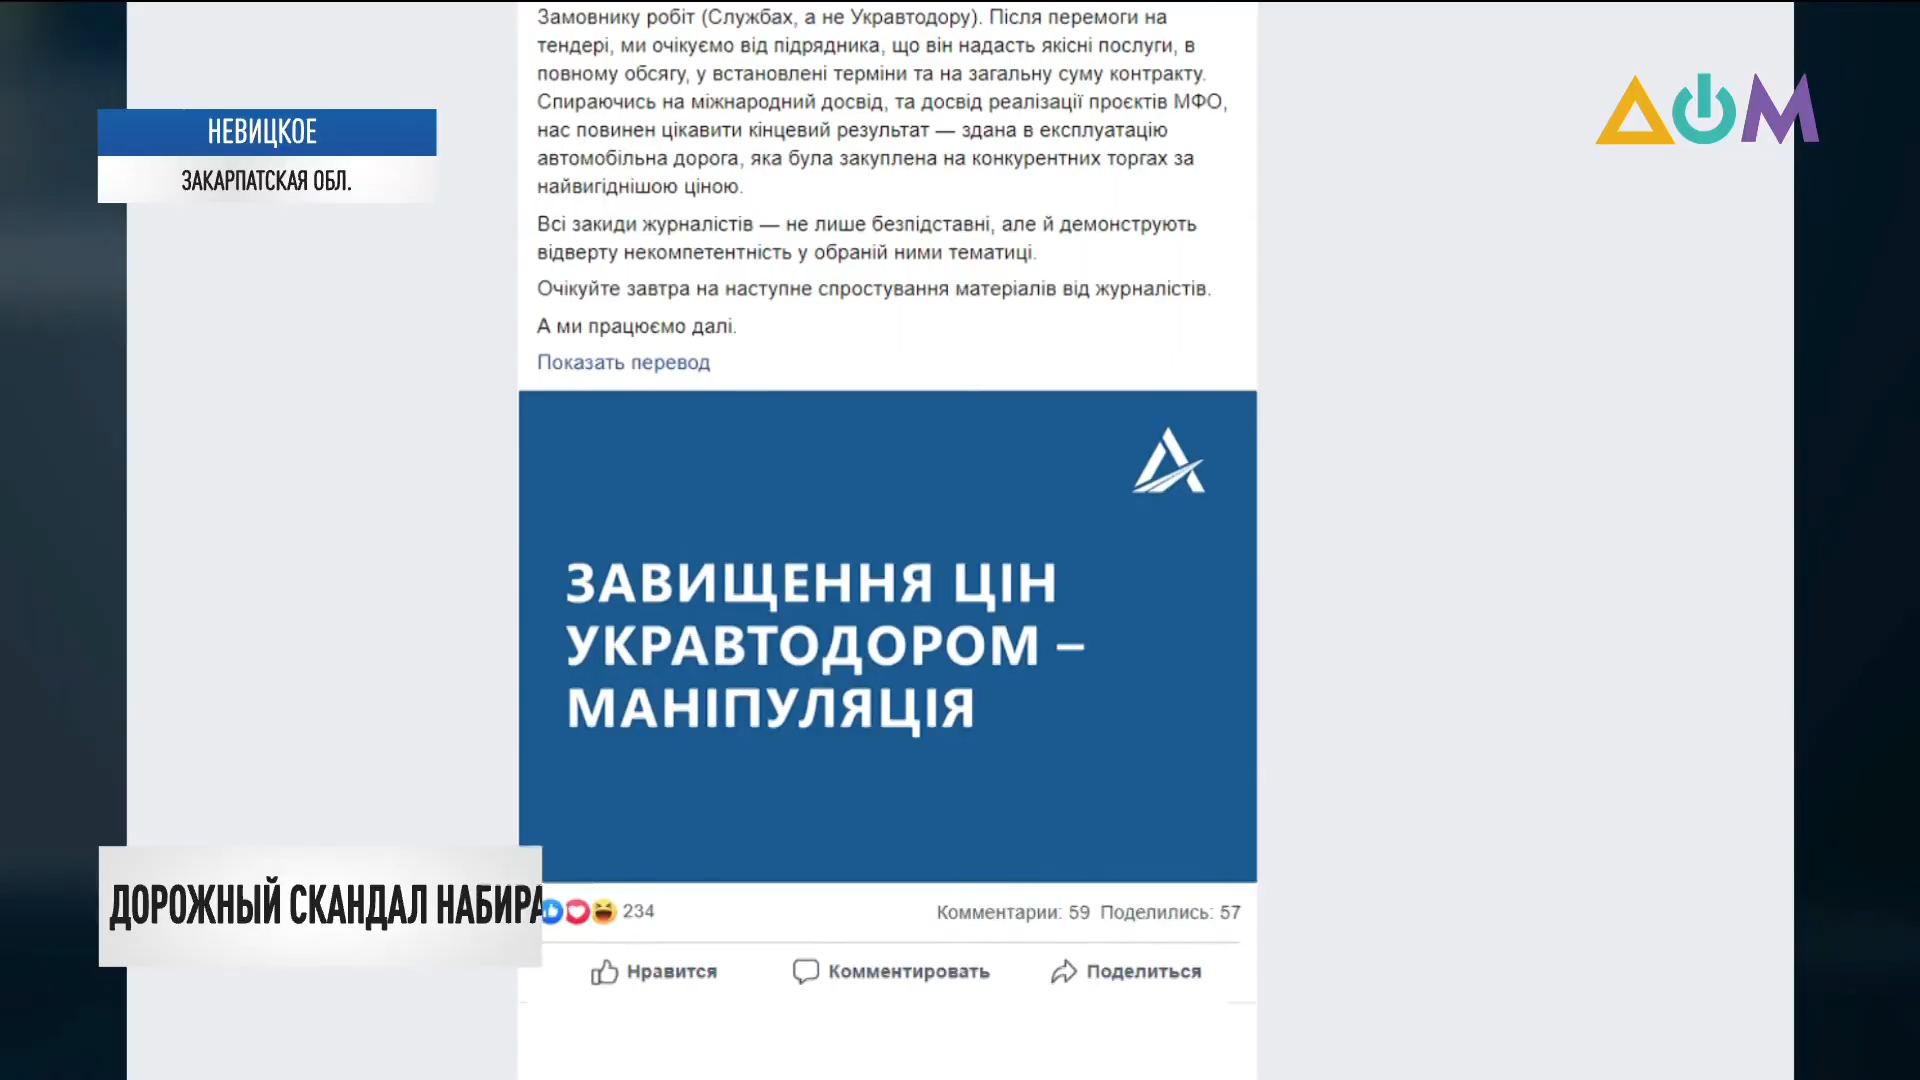 Замовнику робіт (Службах, а не Укравтодору). Після перемоги на
тендері, ми очікуємо від підрядника, що він надасть якісні послуги, в
повному обсягу, у встановлені терміни та на загальну суму контракту.
Спираючись на міжнародний досвід, та досвід реалізації проєктів МФО,
нас повинен цікавити кінцевий результат — здана в експлуатацію
автомобільна дорога, яка була закуплена на конкурентних торгах за
найвигіднішою ціною.
Всі закиди журналістів — не лише безпідставні, але й демонструють
відверту некомпетентність у обраній ними тематиці.
Очікуйте завтра на наступне спростування матеріалів від журналістів.
А ми працюємо далі.
Показать перевод
НЕВИЦКОЕ
ЗАКАРПАТСКАЯ ОБЛ.
ДОМ
ЗАВИЩЕННЯ ЦІН
УКРАВТОДОРОМ –
МАНІПУЛЯЦІЯ
ДОРОЖНЫЙ СКАНДАЛ НАБИРА
234
Комментарии: 59 Поделились: 57
Нравится Комментировать Поделиться